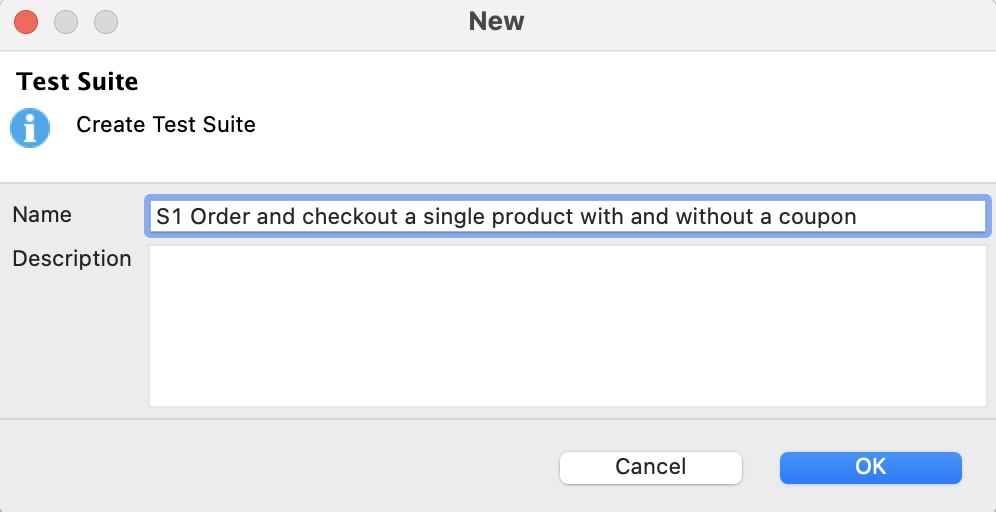 New
Test Suite
Create Test Suite
Name
S1 Order and checkout a single product with and without a coupon
Description
Cancel
OK